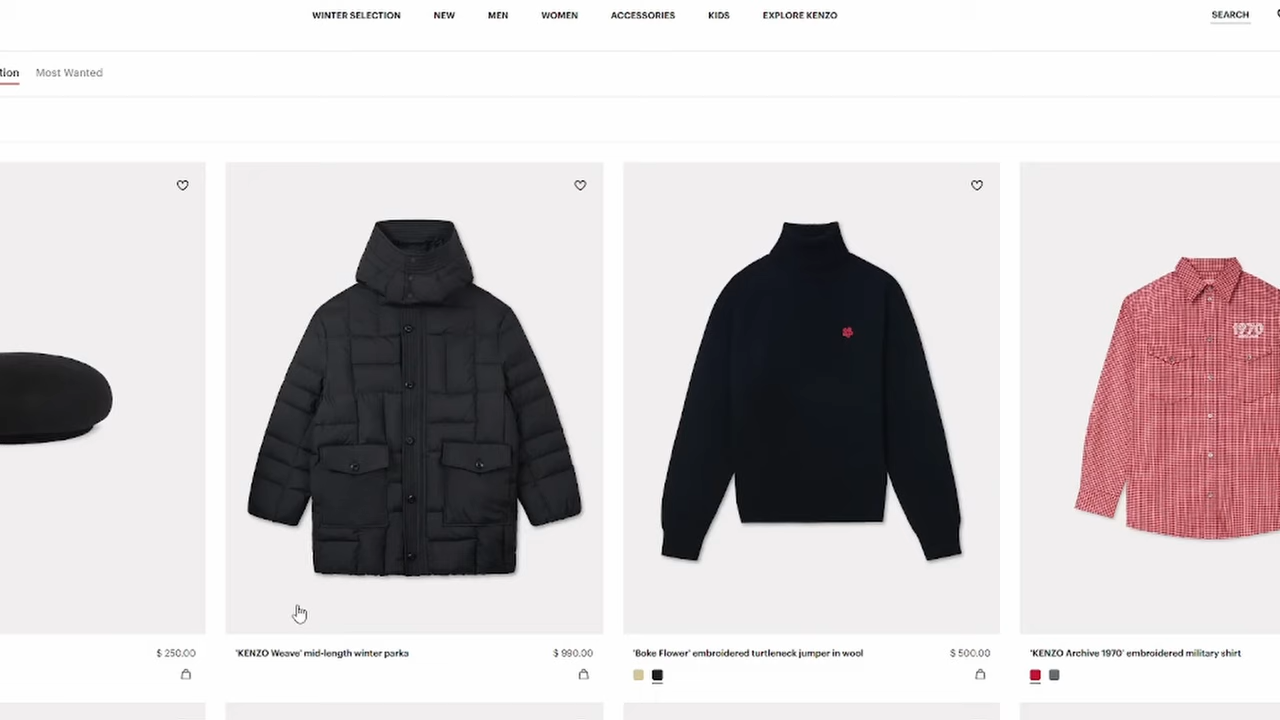 WINTER SELECTION NEW MEN WOMEN ACCESSORIES KIDS EXPLORE KENZO SEARCH
tion Most Wanted
1970
$ 250.00
'KENZO Weave' mid-length winter parka $ 990.00
'Boke Flower' embroidered turtleneck jumper in wool $ 500.00
'KENZO Archive 1970' embroidered military shirt